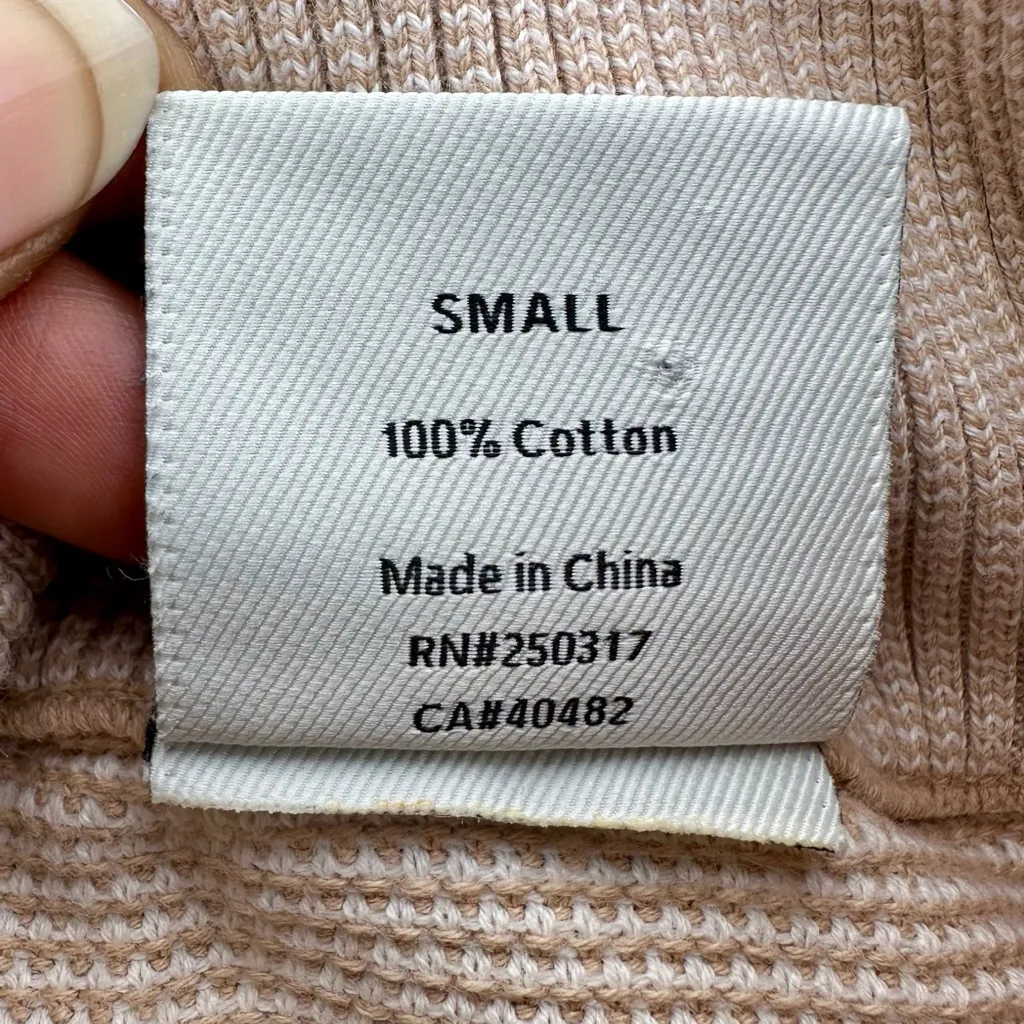 SMALL
100% Cotton
Made in China
RN#250317
CA#40482